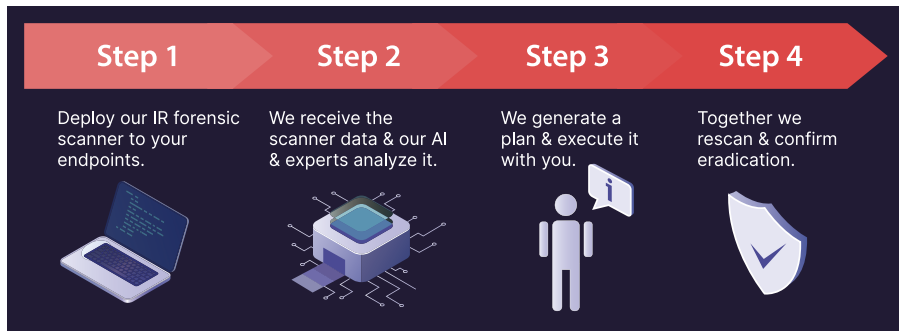 Step 1
Step 2
Step 3
Step 4
Deploy our IR forensic
scanner to your
endpoints.
We receive the
scanner data & our AI
& experts analyze it.
We generate a
plan & execute it
with you.
Together we
rescan & confirm
eradication.
i